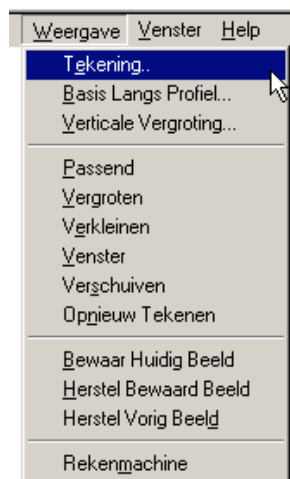 Weergave Venster Help
Tekening..
Basis Langs Profiel...
Verticale Vergroting...
Passend
Vergroten
Verkleinen
Venster
Verschuiven
Opnieuw Tekenen
Bewaar Huidig Beeld
Herstel Bewaard Beeld
Herstel Vorig Beeld
Rekenmachine